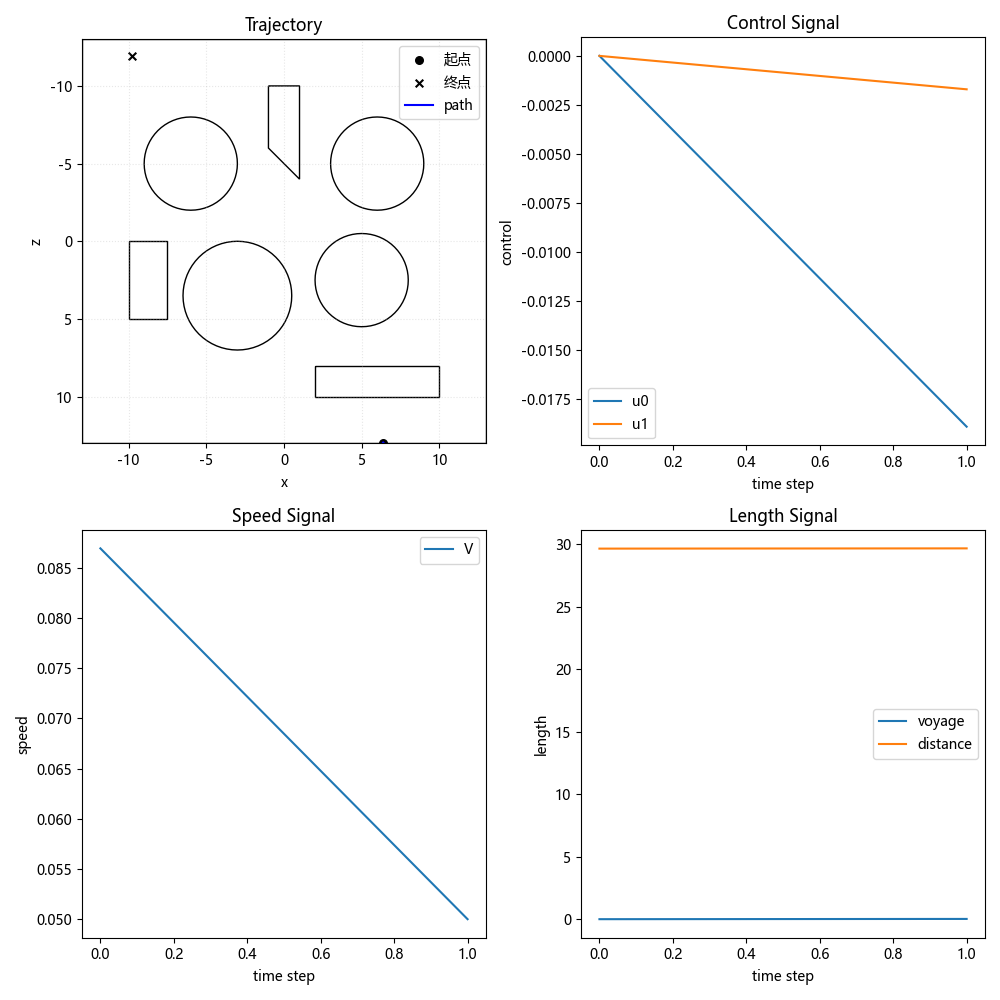 Trajectory
起点
终点
path
-10
-5
0
5
10
z
-10
-5
0
5
10
x
Control Signal
0.0000
-0.0025
-0.0050
-0.0075
-0.0100
-0.0125
-0.0150
-0.0175
control
u0
u1
0.0
0.2
0.4
0.6
0.8
1.0
time step
Speed Signal
V
0.085
0.080
0.075
0.070
0.065
0.060
0.055
0.050
speed
0.0
0.2
0.4
0.6
0.8
1.0
time step
Length Signal
30
25
20
15
10
5
0
length
voyage
distance
0.0
0.2
0.4
0.6
0.8
1.0
time step